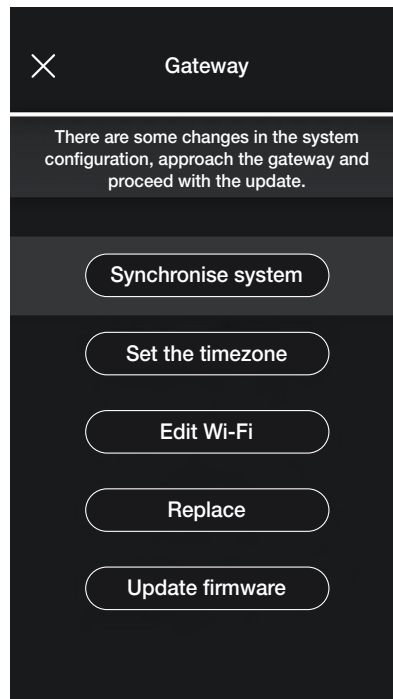 Gateway
There are some changes in the system
configuration, approach the gateway and
proceed with the update.
Synchronise system
Set the timezone
Edit Wi-Fi
Replace
Update firmware